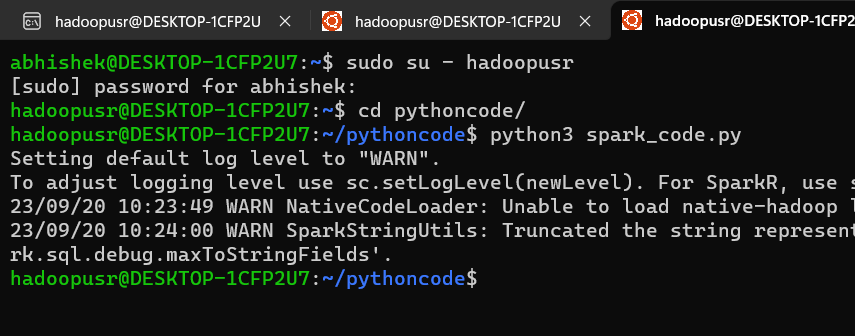 hadoopusr@DESKTOP-1CFP2U
hadoopusr@DESKTOP-1CFP2U
hadoopusr@DESKTOP-1CFP2
abhishek@DESKTOP-1CFP2U7:~$ sudo su - hadoopusr
[sudo] password for abhishek:
hadoopusr@DESKTOP-1CFP2U7:~$ cd pythoncode/
hadoopusr@DESKTOP-1CFP2U7:~/pythoncode$ python3 spark_code.py
Setting default log level to "WARN".
To adjust logging level use sc.setLogLevel(newLevel). For SparkR, use s
23/09/20 10:23:49 WARN NativeCodeLoader: Unable to load native-hadoop l
23/09/20 10:24:00 WARN SparkStringUtils: Truncated the string represent
rk.sql.debug.maxToStringFields'.
hadoopusr@DESKTOP-1CFP2U7:~/pythoncode$